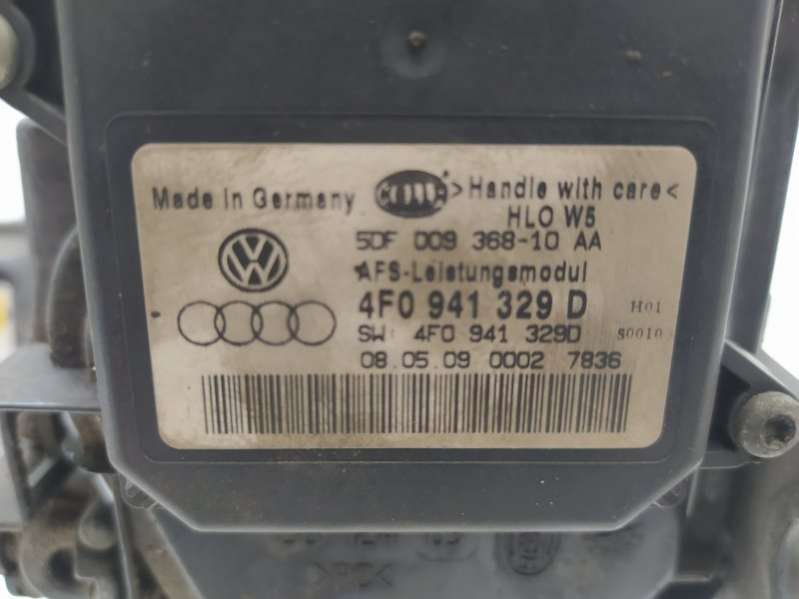 Made in Germany >Handle with care<
HLO W5
5DF 009 368-10 AA
AFS-Leistungsmodul
4F0 941 329 D H01
SW: 4F0 941 329D S0010
08.05.09 0002 7836